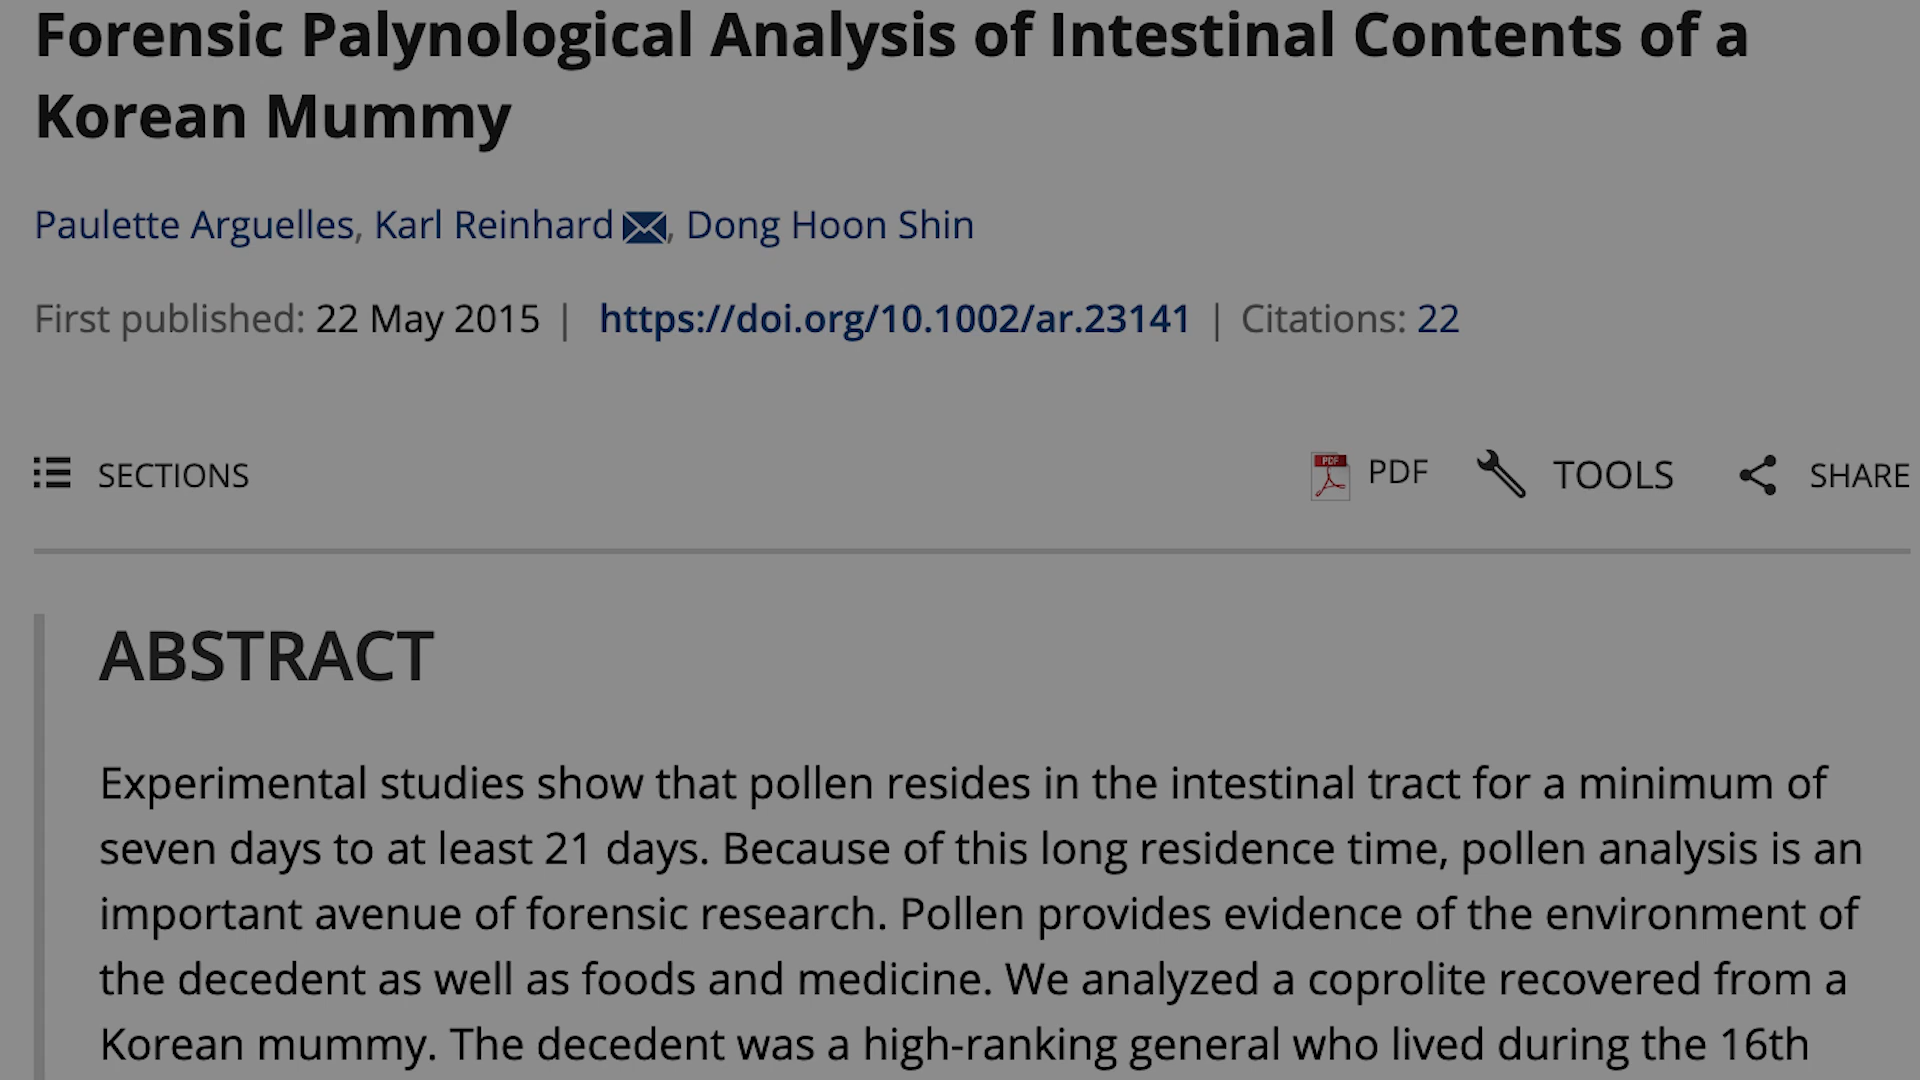 Forensic Palynological Analysis of Intestinal Contents of a
Korean Mummy
Paulette Arguelles, Karl Reinhard , Dong Hoon Shin
First published: 22 May 2015 | https://doi.org/10.1002/ar.23141 | Citations: 22
SECTIONS PDF PDF TOOLS SHARE
ABSTRACT
Experimental studies show that pollen resides in the intestinal tract for a minimum of
seven days to at least 21 days. Because of this long residence time, pollen analysis is an
important avenue of forensic research. Pollen provides evidence of the environment of
the decedent as well as foods and medicine. We analyzed a coprolite recovered from a
Korean mummy. The decedent was a high-ranking general who lived during the 16th